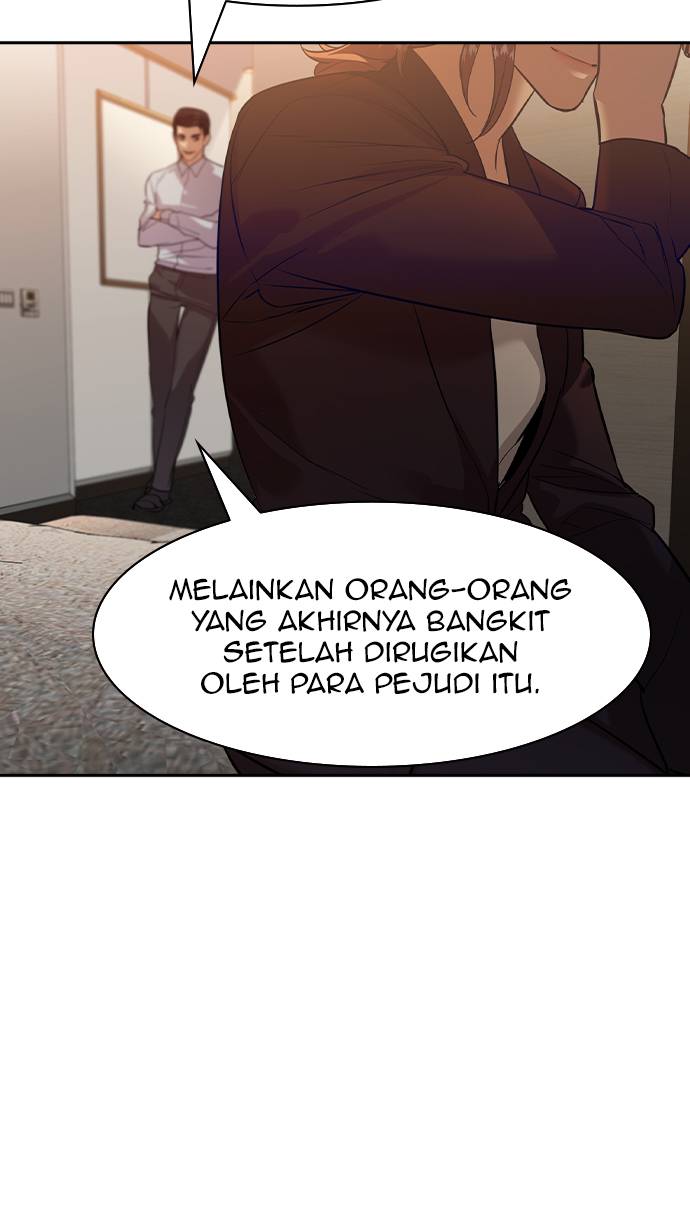 MELAINKAN ORANG-ORANG
YANG AKHIRNYA BANGKIT
SETELAH DIRUGIKAN
OLEH PARA PEJUDI ITU.